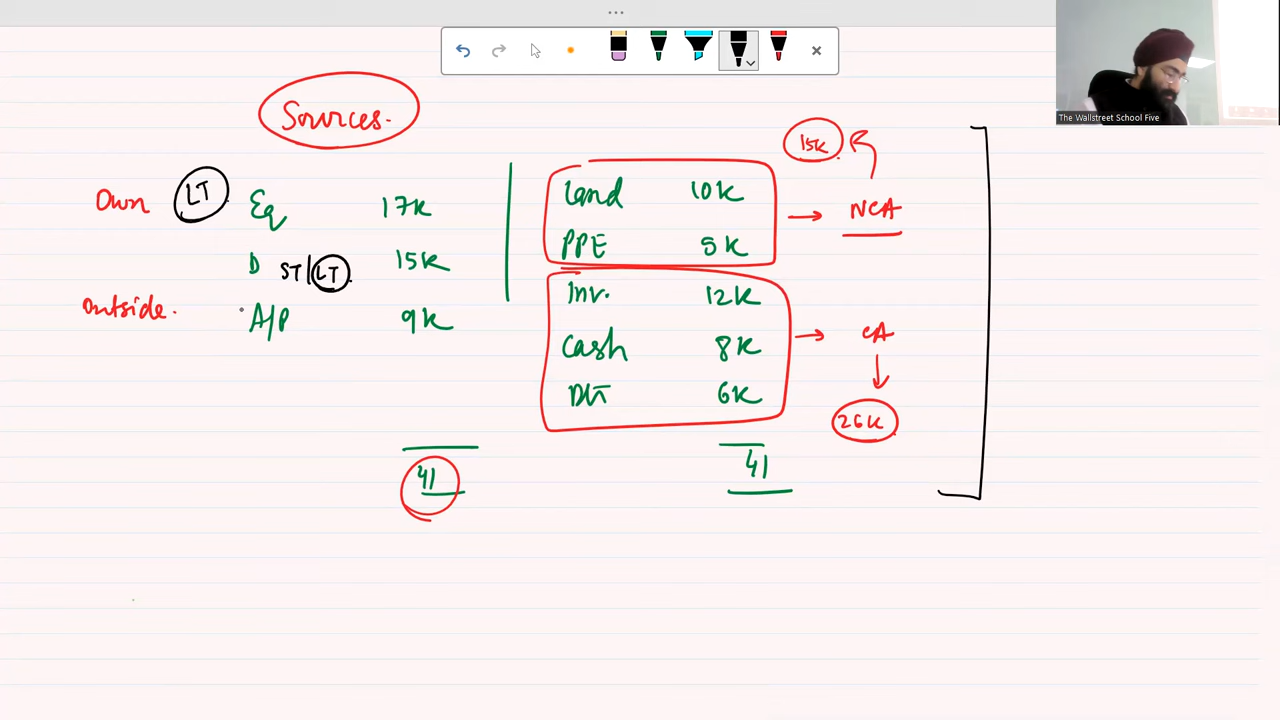 The Wallstreet School Five
Sources.
Own LT Eq 17K
D ST/LT 15K
Outside. A/P 9K
41
Land 10K
PPE 5K
Inv. 12K
Cash 8K
6K
41
15K
NCA
CA
26K